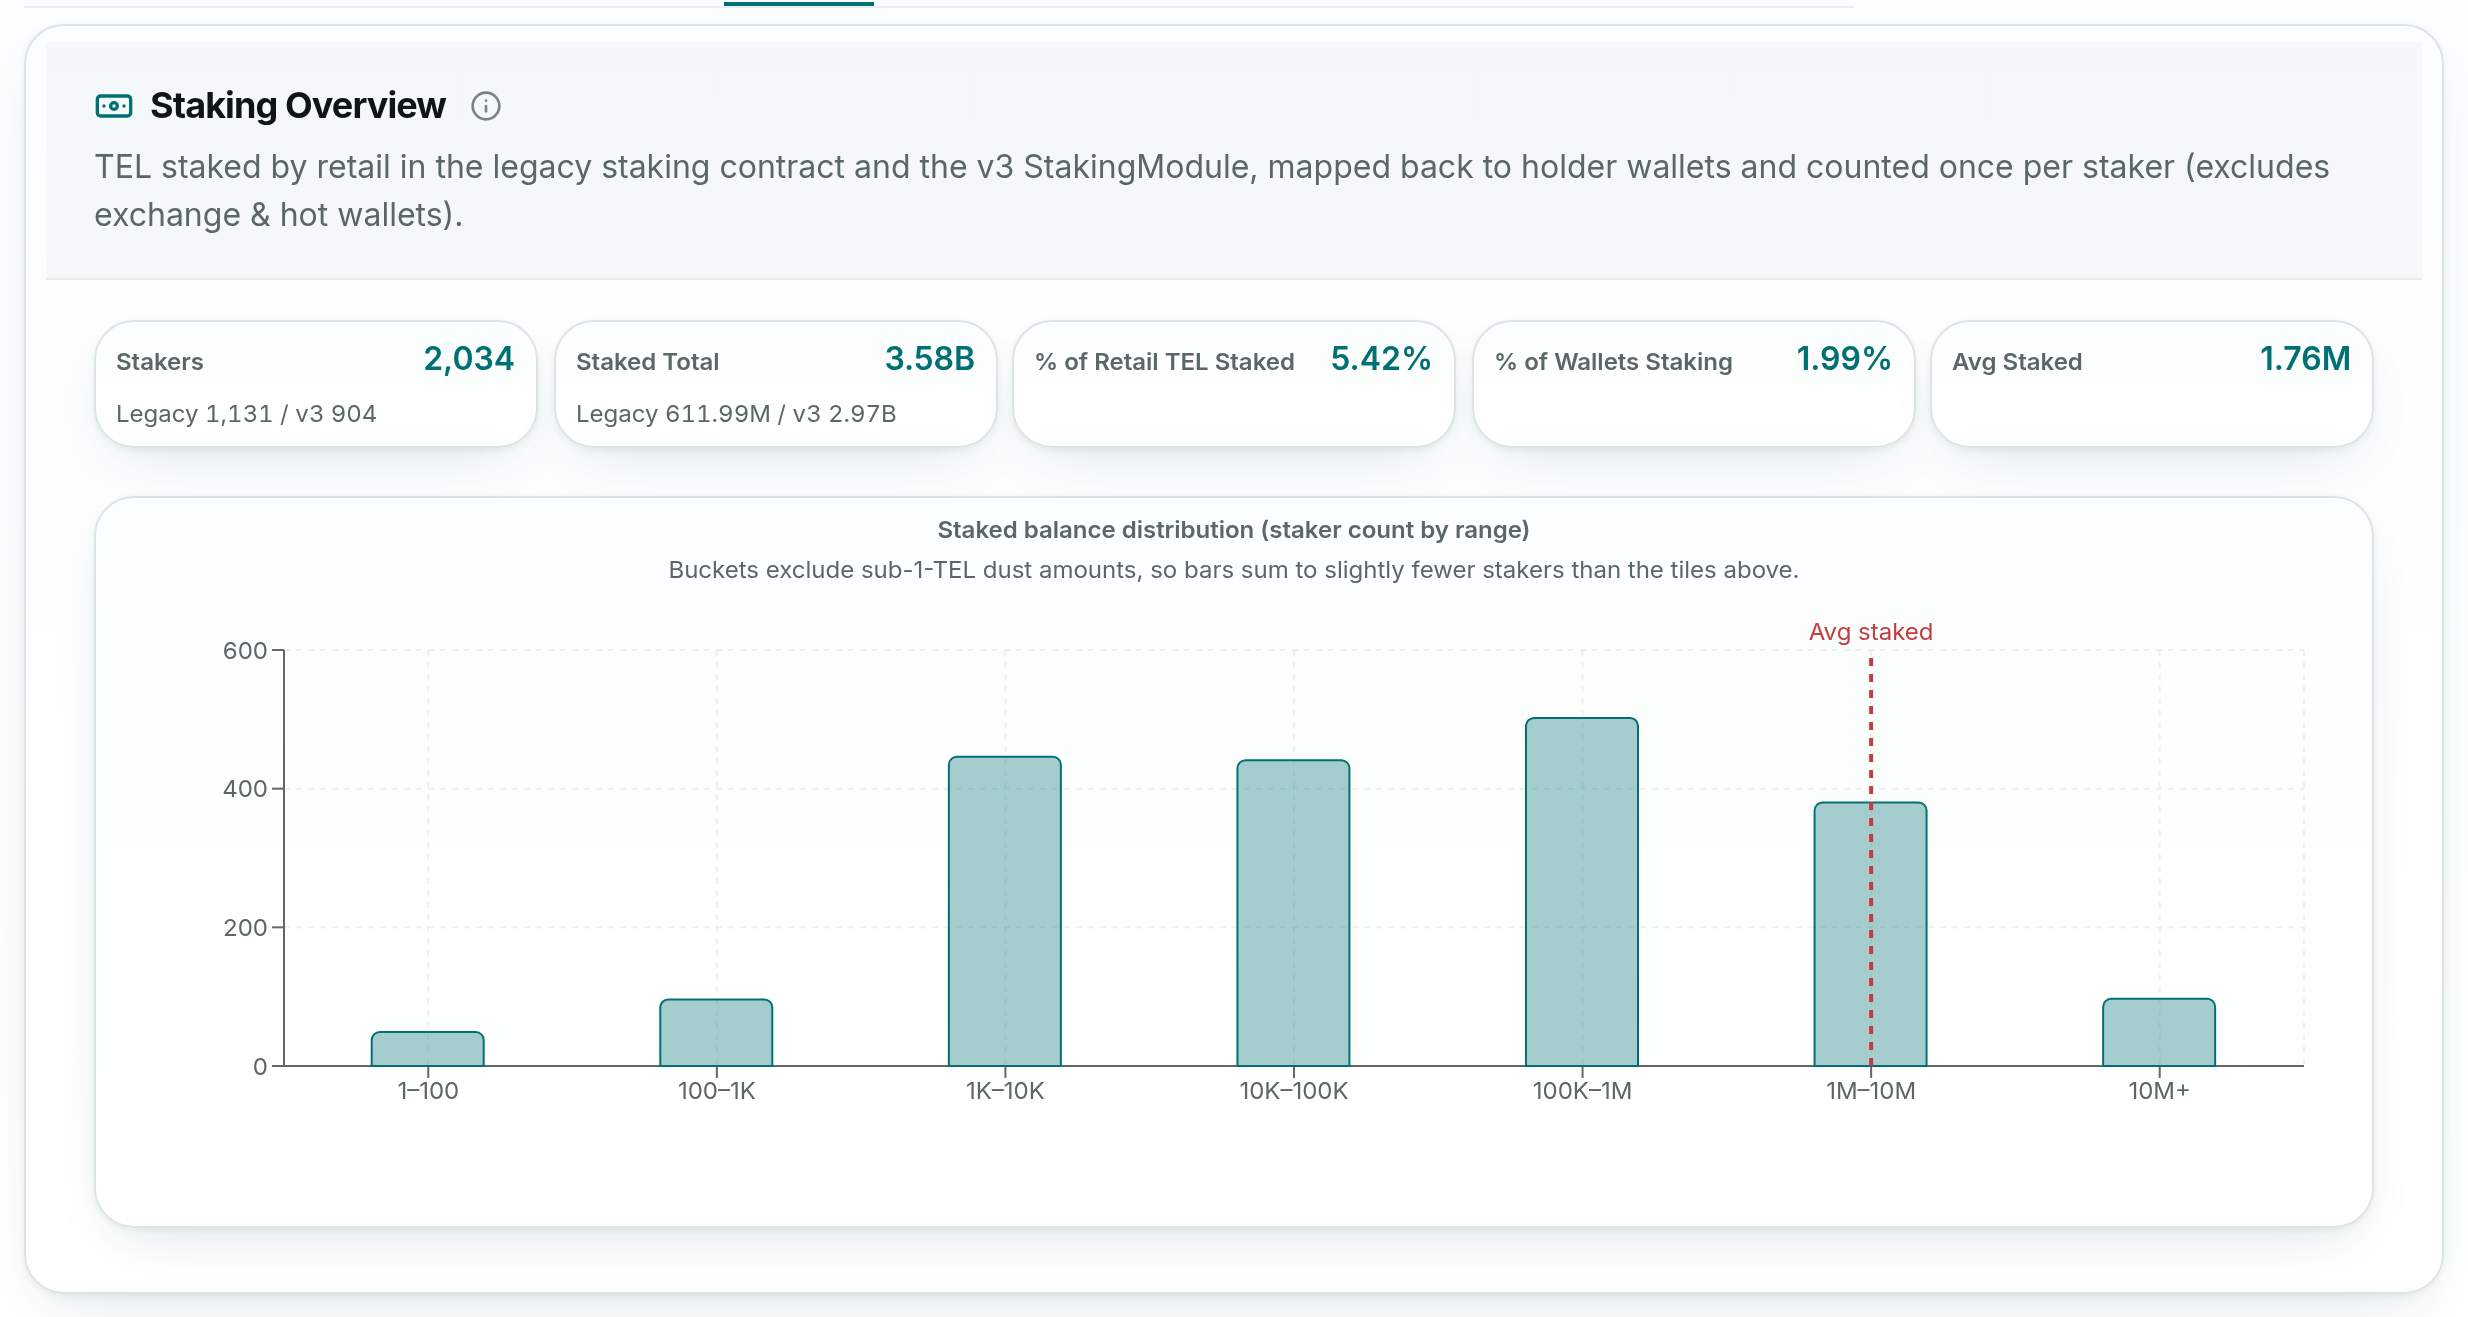 Staking Overview
TEL staked by retail in the legacy staking contract and the v3 StakingModule, mapped back to holder wallets and counted once per staker (excludes
exchange & hot wallets).
Stakers 2,034
Legacy 1,131 / v3 904
Staked Total 3.58B
Legacy 611.99M / v3 2.97B
% of Retail TEL Staked 5.42%
% of Wallets Staking 1.99%
Avg Staked 1.76M
Staked balance distribution (staker count by range)
Buckets exclude sub-1-TEL dust amounts, so bars sum to slightly fewer stakers than the tiles above.
Avg staked
600
400
200
0
1–100 100–1K 1K–10K 10K–100K 100K–1M 1M–10M 10M+